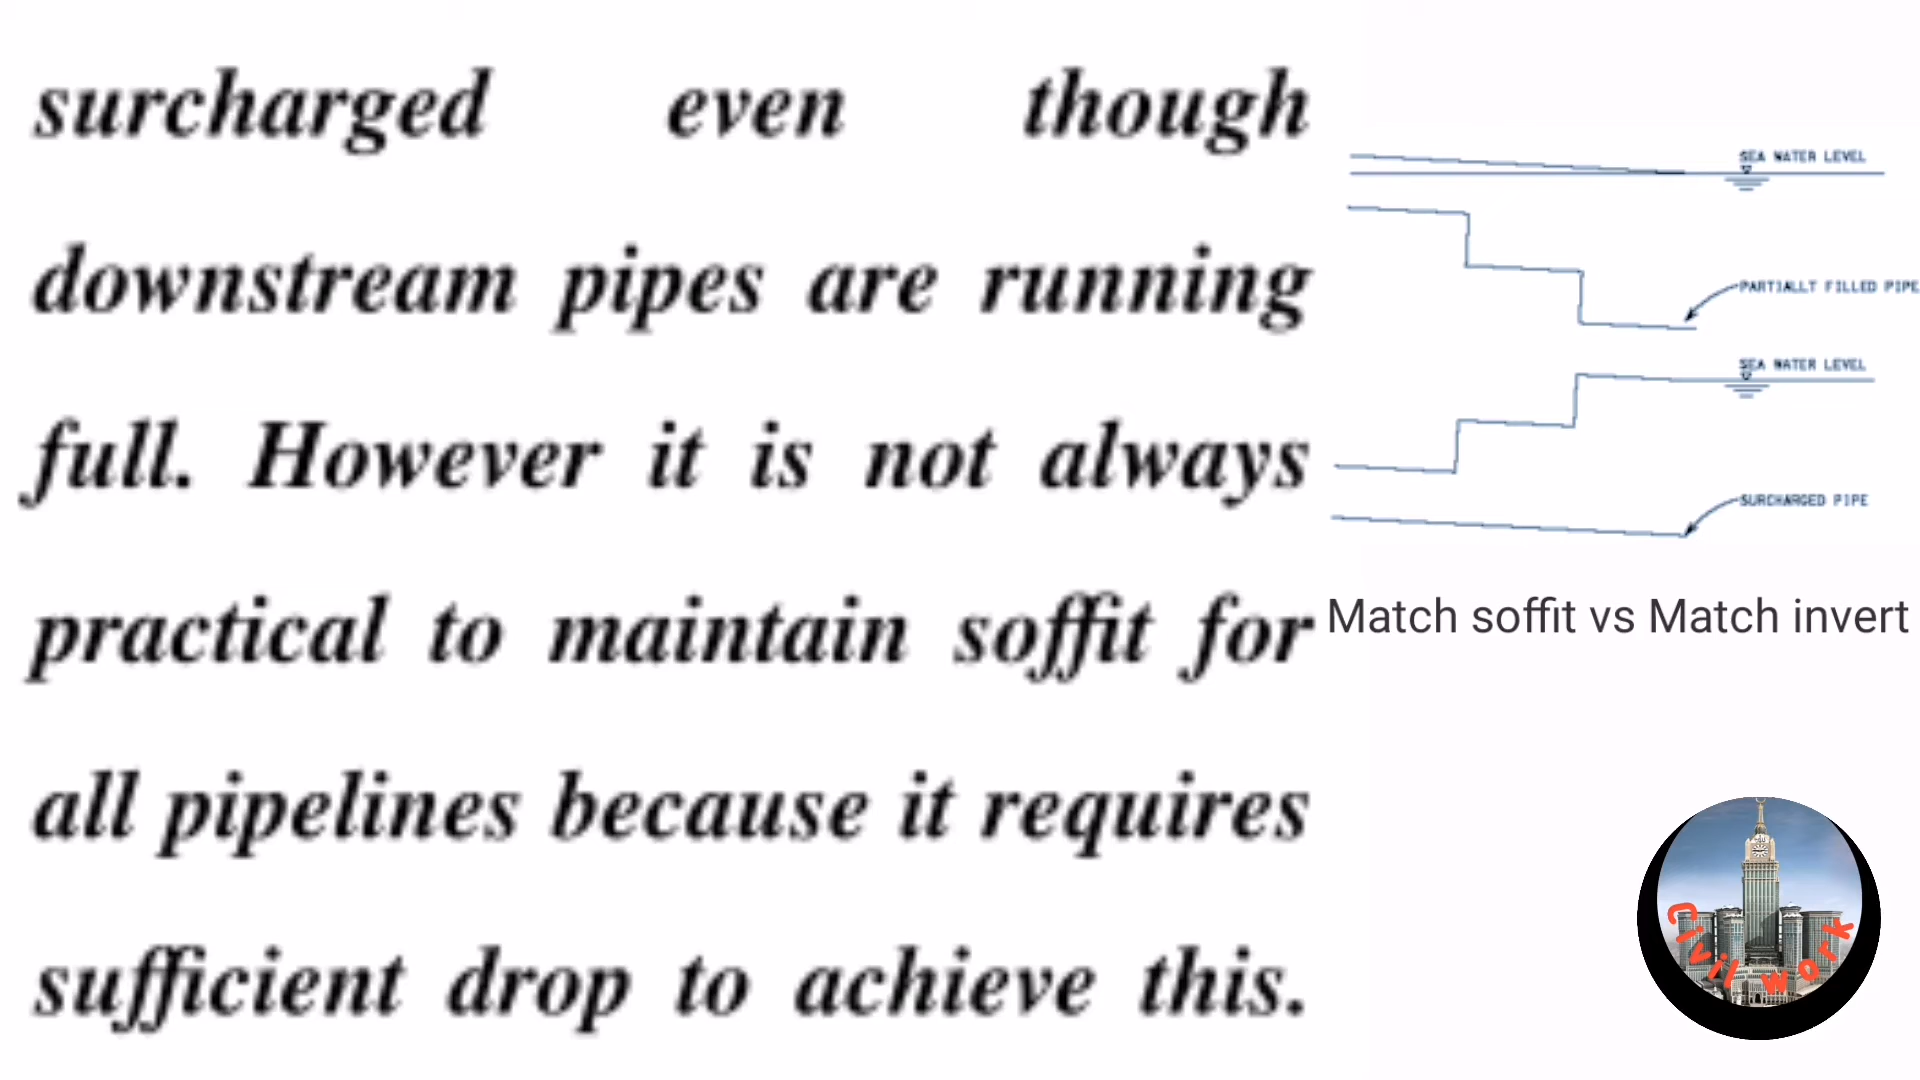 surcharged even though
downstream pipes are running
full. However it is not always
practical to maintain soffit for
all pipelines because it requires
sufficient drop to achieve this.
SEA WATER LEVEL
PARTIALLY FILLED PIPE
SEA WATER LEVEL
SURCHARGED PIPE
Match soffit vs Match invert
Civil work